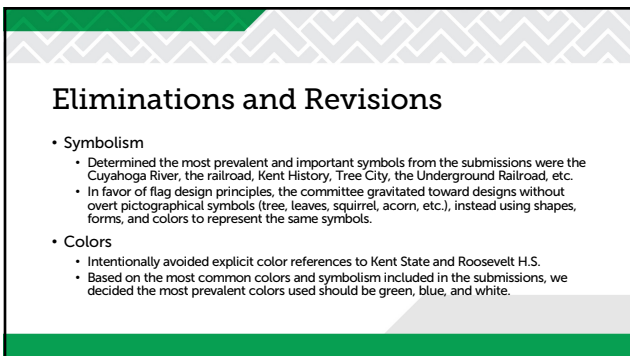 Eliminations and Revisions
• Symbolism
• Determined the most prevalent and important symbols from the submissions were the
Cuyahoga River, the railroad, Kent History, Tree City, the Underground Railroad, etc.
• In favor of flag design principles, the committee gravitated toward designs without
overt pictographical symbols (tree, leaves, squirrel, acorn, etc.), instead using shapes,
forms, and colors to represent the same symbols.
• Colors
• Intentionally avoided explicit color references to Kent State and Roosevelt H.S.
• Based on the most common colors and symbolism included in the submissions, we
decided the most prevalent colors used should be green, blue, and white.